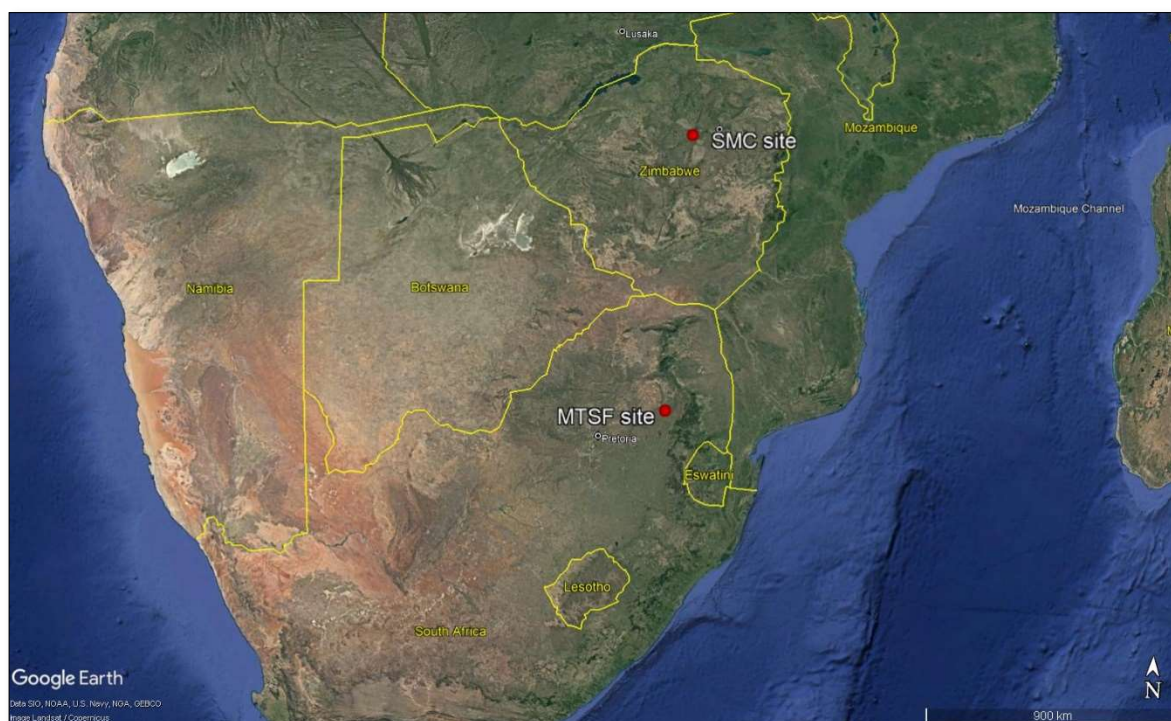 Lusaka
SMC site
Mozambique
Zimbabwe
Mozambique Channel
Namibia
Botswana
MTSF site
Pretoria
Eswatini
Lesotho
South Africa
Google Earth
Data SIO, NOAA, U.S. Navy, NGA, GEBCO
Image Landsat / Copernicus
N
900 km